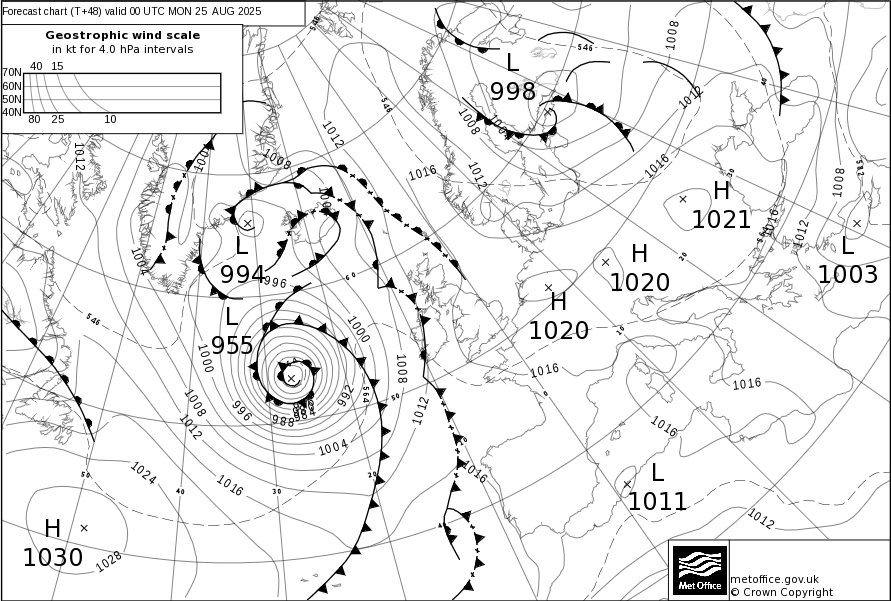 Forecast chart (T+48) valid 00 UTC MON 25 AUG 2025
Geostrophic wind scale
in kt for 4.0 hPa intervals
40 15
70N
60N
50N
40N
80 25 10
546
1008
546
L
998
1012
1008
546
1012
1012
1008
1016
1016
1012
H
1021
1008
1016
1012
L
1003
L
994
996
1004
H
1020
H
1020
60
20
L
955
546
1000
1000
1008
1016
1016
10
0
50
564
992
996
988
1008
1012
1004
1012
1016
1016
L
1011
1024
1016
50
40
30
20
1012
H
1030
1028
Met Office
metoffice.gov.uk
© Crown Copyright